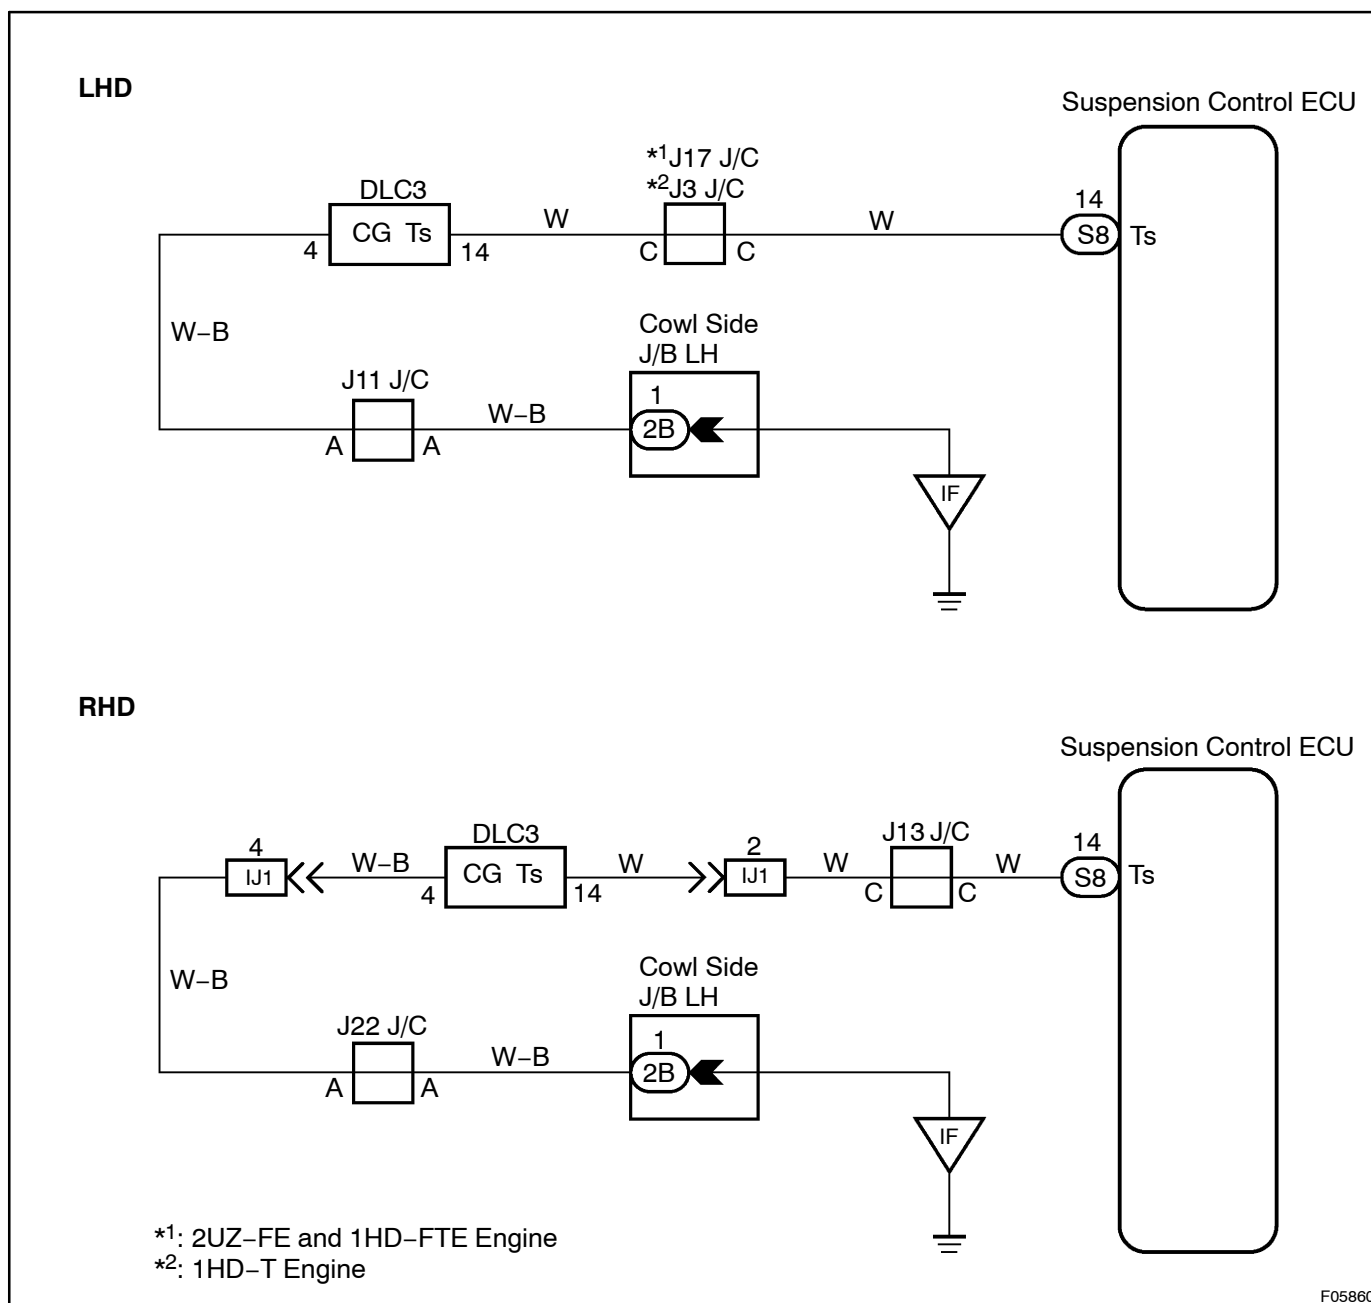 LHD
Suspension Control ECU
*1J17 J/C
*2J3 J/C
DLC3
CG Ts
4
14
W
C
C
W
14
S8
Ts
W–B
Cowl Side
J/B LH
J11 J/C
A
A
W–B
1
2B
IF
RHD
Suspension Control ECU
4
IJ1
W–B
DLC3
CG Ts
4
14
W
2
IJ1
W
J13 J/C
C
C
W
14
S8
Ts
W–B
Cowl Side
J/B LH
J22 J/C
A
A
W–B
1
2B
IF
*1: 2UZ–FE and 1HD–FTE Engine
*2: 1HD–T Engine
F05860